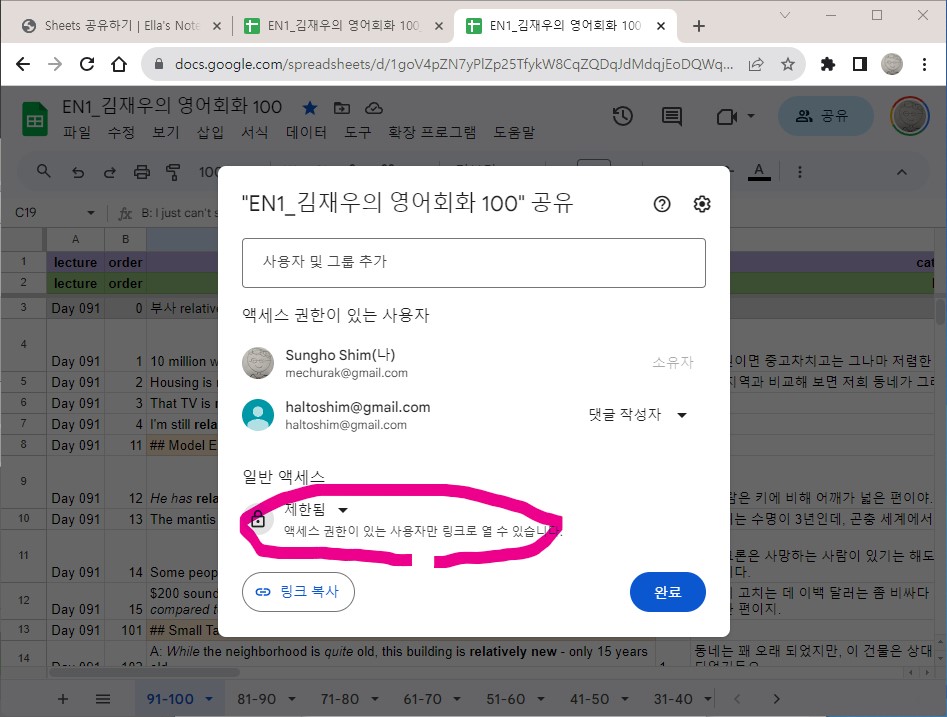 Sheets 공유하기 | Ella's Note
EN1_김재우의 영어회화 100
EN1_김재우의 영어회화 100
docs.google.com/spreadsheets/d/1goV4pZN7yPlZp25TfykW8CqZQDqJdMdqjEoDQWq...
EN1_김재우의 영어회화 100
파일 수정 보기 삽입 서식 데이터 도구 확장 프로그램 도움말
공유
100
C19
fx B: I just can't s
A B
1 lecture order cat
2 lecture order
3 Day 091 0 부사 relative
4 Day 091 1 10 million w 원이면 중고차치고는 그나마 저렴한
5 Day 091 2 Housing is 지역과 비교해 보면 저희 동네가 그래
6 Day 091 3 That TV is
7 Day 091 4 I'm still rela
8 Day 091 11 ## Model E
9 Day 091 12 He has rela 람은 키에 비해 어깨가 넓은 편이야.
10 Day 091 13 The mantis 는 수명이 3년인데, 곤충 세계에서
11 Day 091 14 Some peop 사망하는 사람이 있기는 해도
12 Day 091 15 $200 soun 고치는 데 이백 달러는 좀 비싸다
compared to 편이지.
13 Day 091 101 ## Small Ta
14 A: While the neighborhood is quite old, this building is relatively new - only 15 years 동네는 꽤 오래 되었지만, 이 건물은 상대
"EN1_김재우의 영어회화 100" 공유
사용자 및 그룹 추가
액세스 권한이 있는 사용자
Sungho Shim(나)
mechurak@gmail.com
소유자
haltoshim@gmail.com
haltoshim@gmail.com
댓글 작성자
일반 액세스
제한됨
액세스 권한이 있는 사용자만 링크로 열 수 있습니다.
링크 복사
완료
91-100 81-90 71-80 61-70 51-60 41-50 31-40